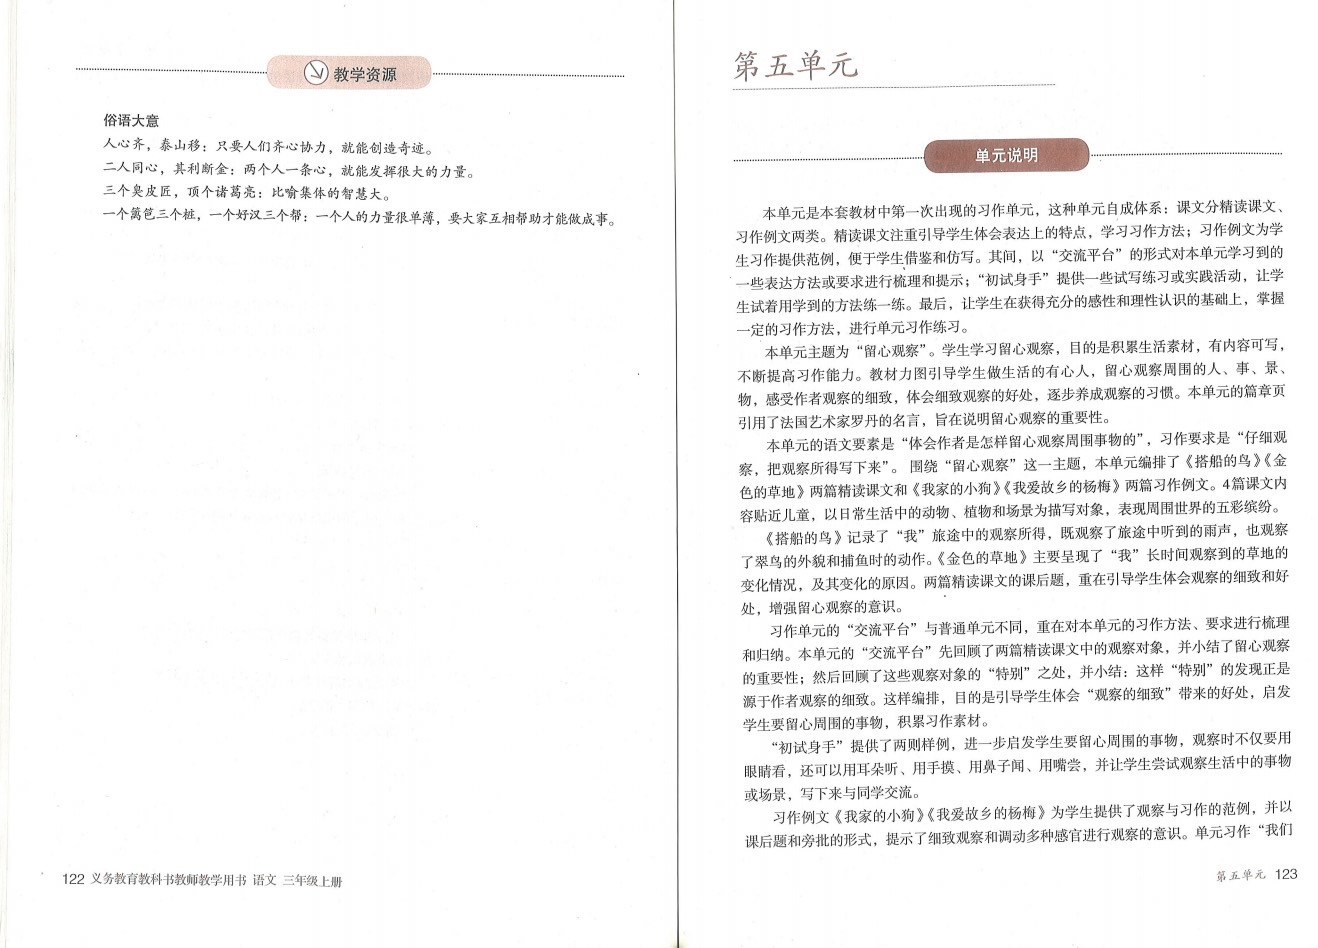 教学资源
俗语大意
人心齐，泰山移：只要人们齐心协力，就能创造奇迹。
二人同心，其利断金：两个人一条心，就能发挥很大的力量。
三个臭皮匠，顶个诸葛亮：比喻集体的智慧大。
一个篱笆三个桩，一个好汉三个帮：一个人的力量很单薄，要大家互相帮助才能做成事。
122 义务教育教科书教师教学用书 语文 三年级上册
第五单元
单元说明
本单元是本套教材中第一次出现的习作单元，这种单元自成体系：课文分精读课文、
习作例文两类。精读课文注重引导学生体会表达上的特点，学习习作方法；习作例文为学
生习作提供范例，便于学生借鉴和仿写。其间，以“交流平台”的形式对本单元学习到的
一些表达方法或要求进行梳理和提示；“初试身手”提供一些试写练习或实践活动，让学
生试着用学到的方法练一练。最后，让学生在获得充分的感性和理性认识的基础上，掌握
一定的习作方法，进行单元习作练习。
本单元主题为“留心观察”。学生学习留心观察，目的是积累生活素材，有内容可写，
不断提高习作能力。教材力图引导学生做生活的有心人，留心观察周围的人、事、景、
物，感受作者观察的细致，体会细致观察的好处，逐步养成观察的习惯。本单元的篇章页
引用了法国艺术家罗丹的名言，旨在说明留心观察的重要性。
本单元的语文要素是“体会作者是怎样留心观察周围事物的”，习作要求是“仔细观
察，把观察所得写下来”。围绕“留心观察”这一主题，本单元编排了《搭船的鸟》《金
色的草地》两篇精读课文和《我家的小狗》《我爱故乡的杨梅》两篇习作例文。4篇课文内
容贴近儿童，以日常生活中的动物、植物和场景为描写对象，表现周围世界的五彩缤纷。
《搭船的鸟》记录了“我”旅途中的观察所得，既观察了旅途中听到的雨声，也观察
了翠鸟的外貌和捕鱼时的动作。《金色的草地》主要呈现了“我”长时间观察到的草地的
变化情况，及其变化的原因。两篇精读课文的课后题，重在引导学生体会观察的细致和好
处，增强留心观察的意识。
习作单元的“交流平台”与普通单元不同，重在对本单元的习作方法、要求进行梳理
和归纳。本单元的“交流平台”先回顾了两篇精读课文中的观察对象，并小结了留心观察
的重要性；然后回顾了这些观察对象的“特别”之处，并小结：这样“特别”的发现正是
源于作者观察的细致。这样编排，目的是引导学生体会“观察的细致”带来的好处，启发
学生要留心周围的事物，积累习作素材。
“初试身手”提供了两则样例，进一步启发学生要留心周围的事物，观察时不仅要用
眼睛看，还可以用耳朵听、用手摸、用鼻子闻、用嘴尝，并让学生尝试观察生活中的事物
或场景，写下来与同学交流。
习作例文《我家的小狗》《我爱故乡的杨梅》为学生提供了观察与习作的范例，并以
课后题和旁批的形式，提示了细致观察和调动多种感官进行观察的意识。单元习作“我们
第五单元 123